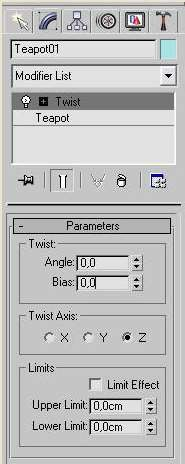 Teapot01
Modifier List
Twist
Teapot
Parameters
Twist:
Angle: 0,0
Bias: 0,0
Twist Axis:
X Y Z
Limits
Limit Effect
Upper Limit: 0,0cm
Lower Limit: 0,0cm